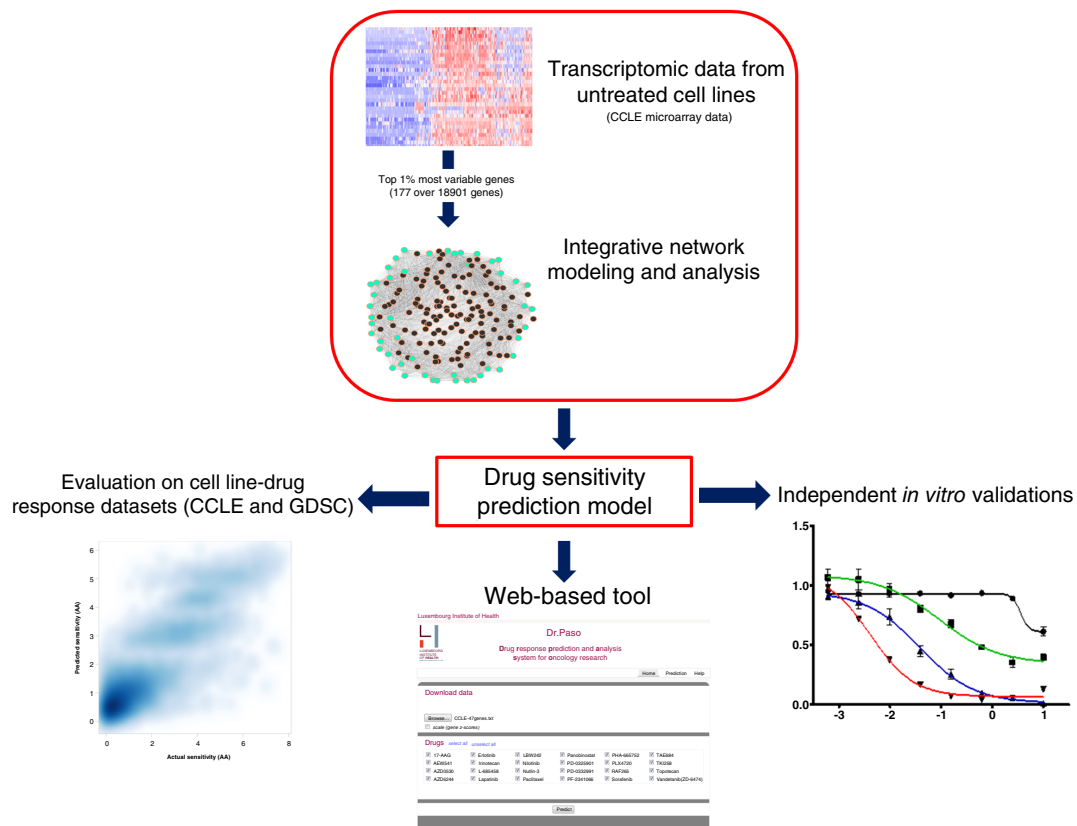 Transcriptomic data from
untreated cell lines
(CCLE microarray data)
Top 1% most variable genes
(177 over 18901 genes)
Integrative network
modeling and analysis
Drug sensitivity
prediction model
Evaluation on cell line-drug
response datasets (CCLE and GDSC)
6
5
4
3
2
1
0
Predicted sensitivity (AA)
0 2 4 6 8
Actual sensitivity (AA)
Independent in vitro validations
1.5
1.0
0.5
0.0
-3 -2 -1 0 1
Web-based tool
Luxembourg Institute of Health
LUXEMBOURG
INSTITUTE
OF HEALTH
Dr.Paso
Drug response prediction and analysis
system for oncology research
Home Prediction Help
Download data
Browse... CCLE-47genes.txt
scale (gene z-scores)
Drugs select all unselect all
17-AAG Erlotinib LBW242 Panobinostat PHA-665752 TAE684
AEW541 Irinotecan Nilotinib PD-0325901 PLX4720 TKI258
AZD0530 L-685458 Nutlin-3 PD-0332991 RAF265 Topotecan
AZD6244 Lapatinib Paclitaxel PF-2341066 Sorafenib Vandetanib(ZD-6474)
Predict